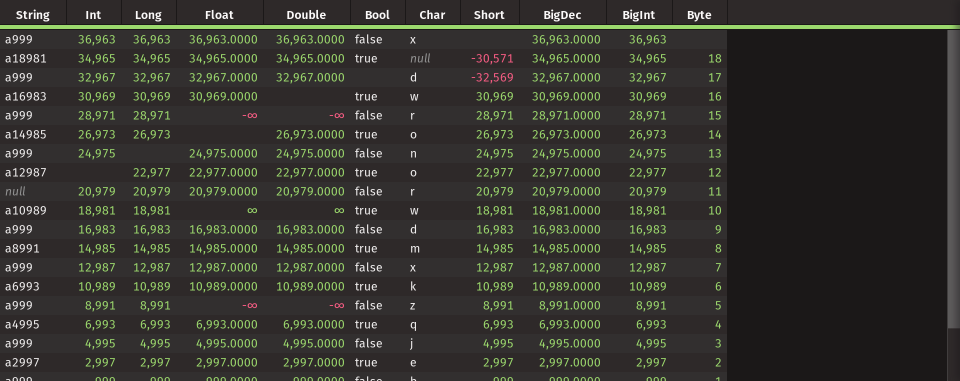 String Int Long Float Double Bool Char Short BigDec BigInt Byte
a999 36,963 36,963 36,963.0000 36,963.0000 false x 36,963.0000 36,963
a18981 34,965 34,965 34,965.0000 34,965.0000 true null -30,571 34,965.0000 34,965 18
a999 32,967 32,967 32,967.0000 32,967.0000 d -32,569 32,967.0000 32,967 17
a16983 30,969 30,969 30,969.0000 true w 30,969 30,969.0000 30,969 16
a999 28,971 28,971 -∞ -∞ false r 28,971 28,971.0000 28,971 15
a14985 26,973 26,973 26,973.0000 true o 26,973 26,973.0000 26,973 14
a999 24,975 24,975.0000 24,975.0000 false n 24,975 24,975.0000 24,975 13
a12987 22,977 22,977.0000 22,977.0000 true o 22,977 22,977.0000 22,977 12
null 20,979 20,979 20,979.0000 20,979.0000 false r 20,979 20,979.0000 20,979 11
a10989 18,981 18,981 ∞ ∞ true w 18,981 18,981.0000 18,981 10
a999 16,983 16,983 16,983.0000 16,983.0000 false d 16,983 16,983.0000 16,983 9
a8991 14,985 14,985 14,985.0000 14,985.0000 true m 14,985 14,985.0000 14,985 8
a999 12,987 12,987 12,987.0000 12,987.0000 false x 12,987 12,987.0000 12,987 7
a6993 10,989 10,989 10,989.0000 10,989.0000 true k 10,989 10,989.0000 10,989 6
a999 8,991 8,991 -∞ -∞ false z 8,991 8,991.0000 8,991 5
a4995 6,993 6,993 6,993.0000 6,993.0000 true q 6,993 6,993.0000 6,993 4
a999 4,995 4,995 4,995.0000 4,995.0000 false j 4,995 4,995.0000 4,995 3
a2997 2,997 2,997 2,997.0000 2,997.0000 true e 2,997 2,997.0000 2,997 2